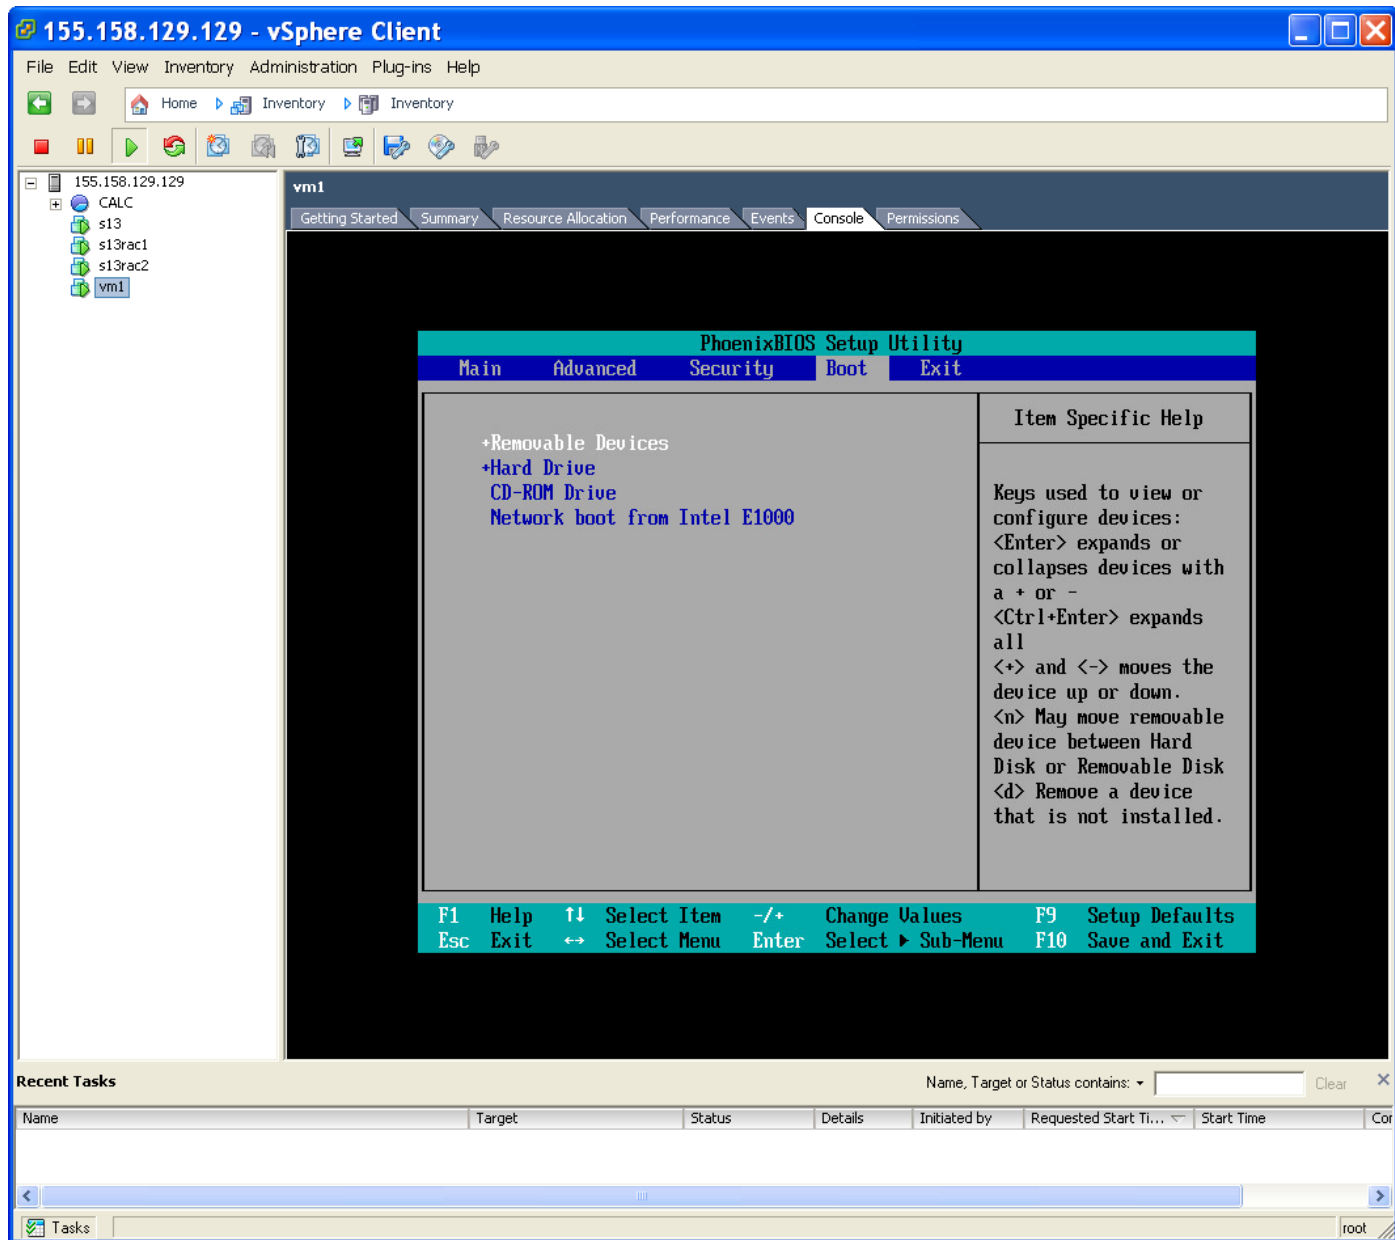 155.158.129.129 - vSphere Client
File Edit View Inventory Administration Plug-ins Help
Home Inventory Inventory
155.158.129.129
CALC
s13
s13rac1
s13rac2
vm1
vm1
Getting Started Summary Resource Allocation Performance Events Console Permissions
PhoenixBIOS Setup Utility
Main Advanced Security Boot Exit
+Removable Devices
+Hard Drive
CD-ROM Drive
Network boot from Intel E1000
Item Specific Help
Keys used to view or
configure devices:
<Enter> expands or
collapses devices with
a + or -
<Ctrl+Enter> expands
all
<+> and <-> moves the
device up or down.
<n> May move removable
device between Hard
Disk or Removable Disk
<d> Remove a device
that is not installed.
F1 Help ↑↓ Select Item -/+ Change Values F9 Setup Defaults
Esc Exit ↔ Select Menu Enter Select ▶ Sub-Menu F10 Save and Exit
Recent Tasks
Name, Target or Status contains: Clear
Name Target Status Details Initiated by Requested Start Ti... Start Time
Tasks root